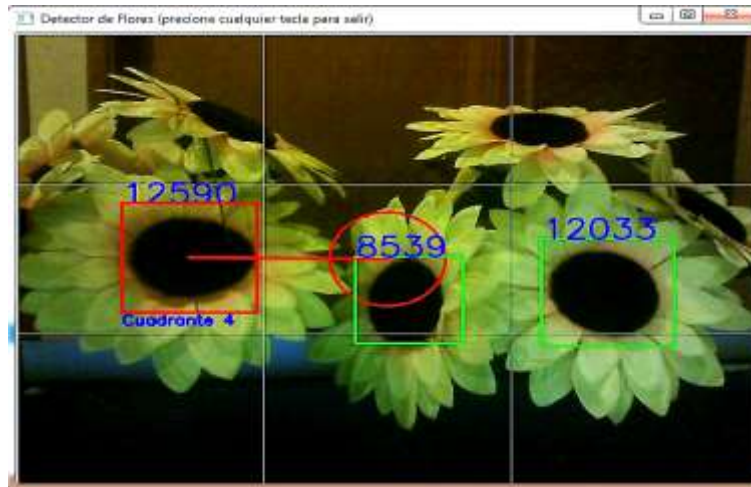 Detector de Flores (precione cualquier tecla para salir)
12590
8539
12033
Cuadrante 4